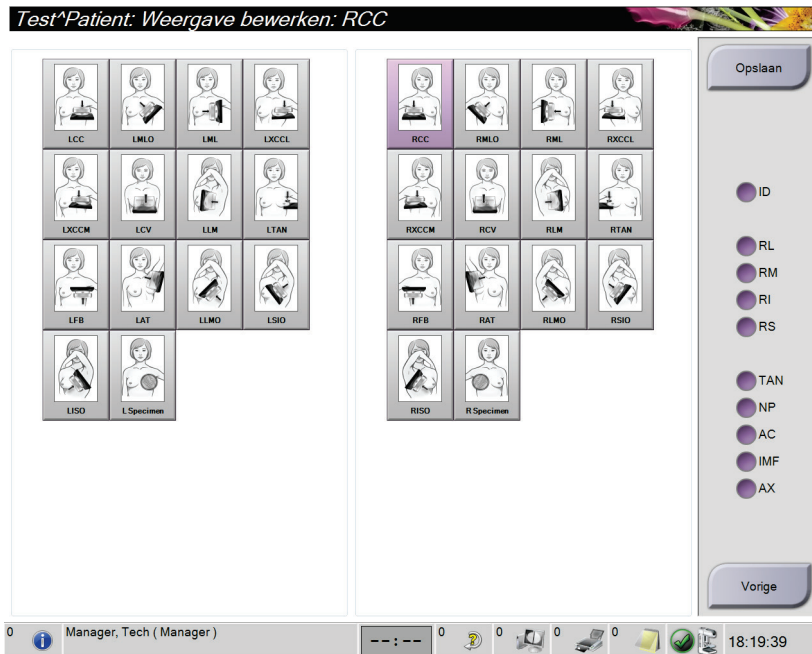 Test^Patient: Weergave bewerken: RCC
LCC LMLO LML LXCCL
LXCCM LCV LLM LTAN
LFB LAT LLMO LSIO
LISO L Specimen
RCC RMLO RML RXCCL
RXCCM RCV RLM RTAN
RFB RAT RLMO RSIO
RISO R Specimen
Opslaan
ID
RL
RM
RI
RS
TAN
NP
AC
IMF
AX
Vorige
0 Manager, Tech ( Manager ) --:-- 0 0 0 0 18:19:39